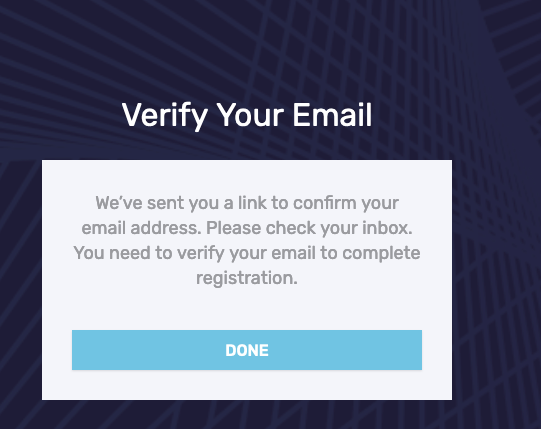 Verify Your Email
We've sent you a link to confirm your
email address. Please check your inbox.
You need to verify your email to complete
registration.
DONE